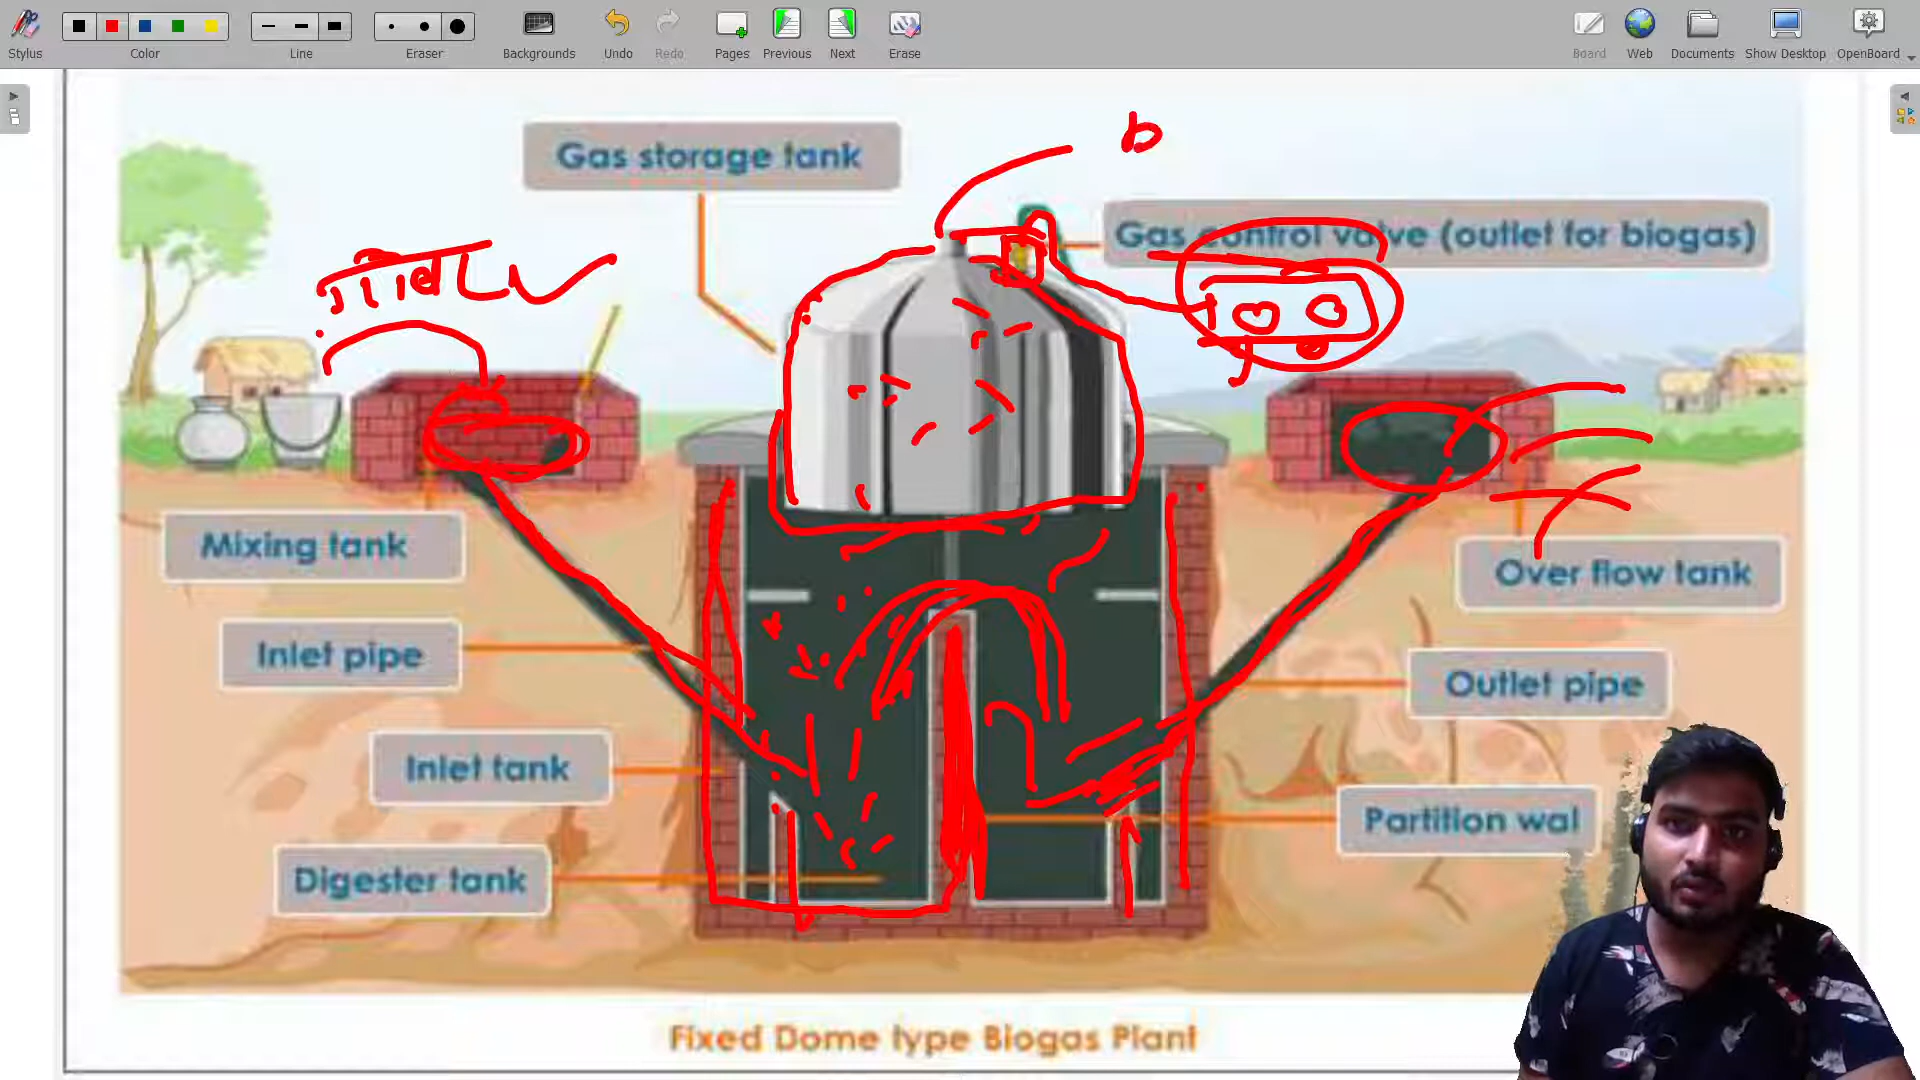 Stylus
Color
Line
Eraser
Backgrounds
Undo
Redo
Pages
Previous
Next
Erase
Board
Web
Documents
Show Desktop
OpenBoard
b
Gas storage tank
Gas control valve (outlet for biogas)
Mixing tank
Over flow tank
Inlet pipe
Outlet pipe
Inlet tank
Partition wal
Digester tank
Fixed Dome type Biogas Plant